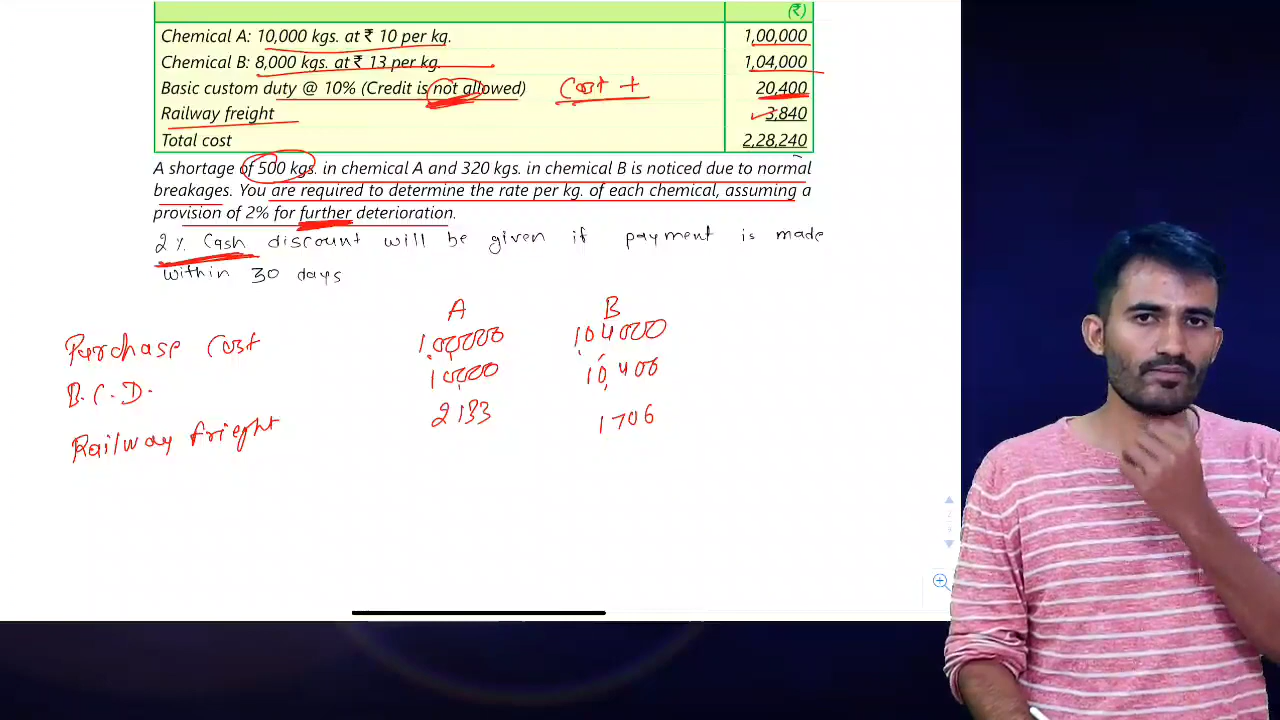 (₹)
Chemical A: 10,000 kgs. at ₹ 10 per kg. 1,00,000
Chemical B: 8,000 kgs. at ₹ 13 per kg. 1,04,000
Basic custom duty @ 10% (Credit is not allowed) Cost + 20,400
Railway freight 3,840
Total cost 2,28,240
A shortage of 500 kgs. in chemical A and 320 kgs. in chemical B is noticed due to normal
breakages. You are required to determine the rate per kg. of each chemical, assuming a
provision of 2% for further deterioration.
2% Cash discount will be given if payment is made
within 30 days
A B
Purchase Cost 1,00,000 104000
B.C.D. 10,000 10,400
Railway frieght 2133 1706